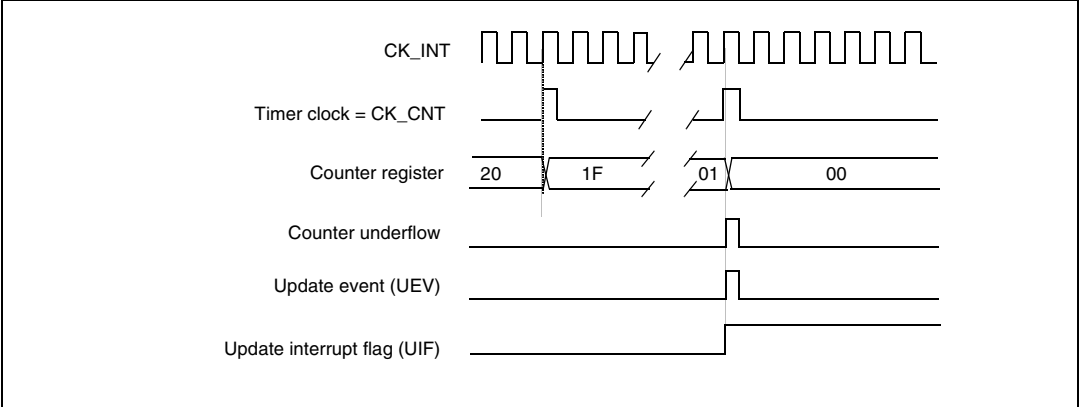 CK_INT
Timer clock = CK_CNT
Counter register 20 1F 01 00
Counter underflow
Update event (UEV)
Update interrupt flag (UIF)